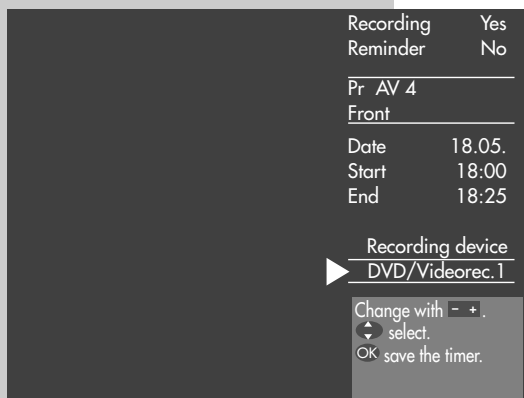 Recording Yes
Reminder No
Pr AV 4
Front
Date 18.05.
Start 18:00
End 18:25
Recording device
DVD/Videorec.1
Change with - + .
select.
OK save the timer.